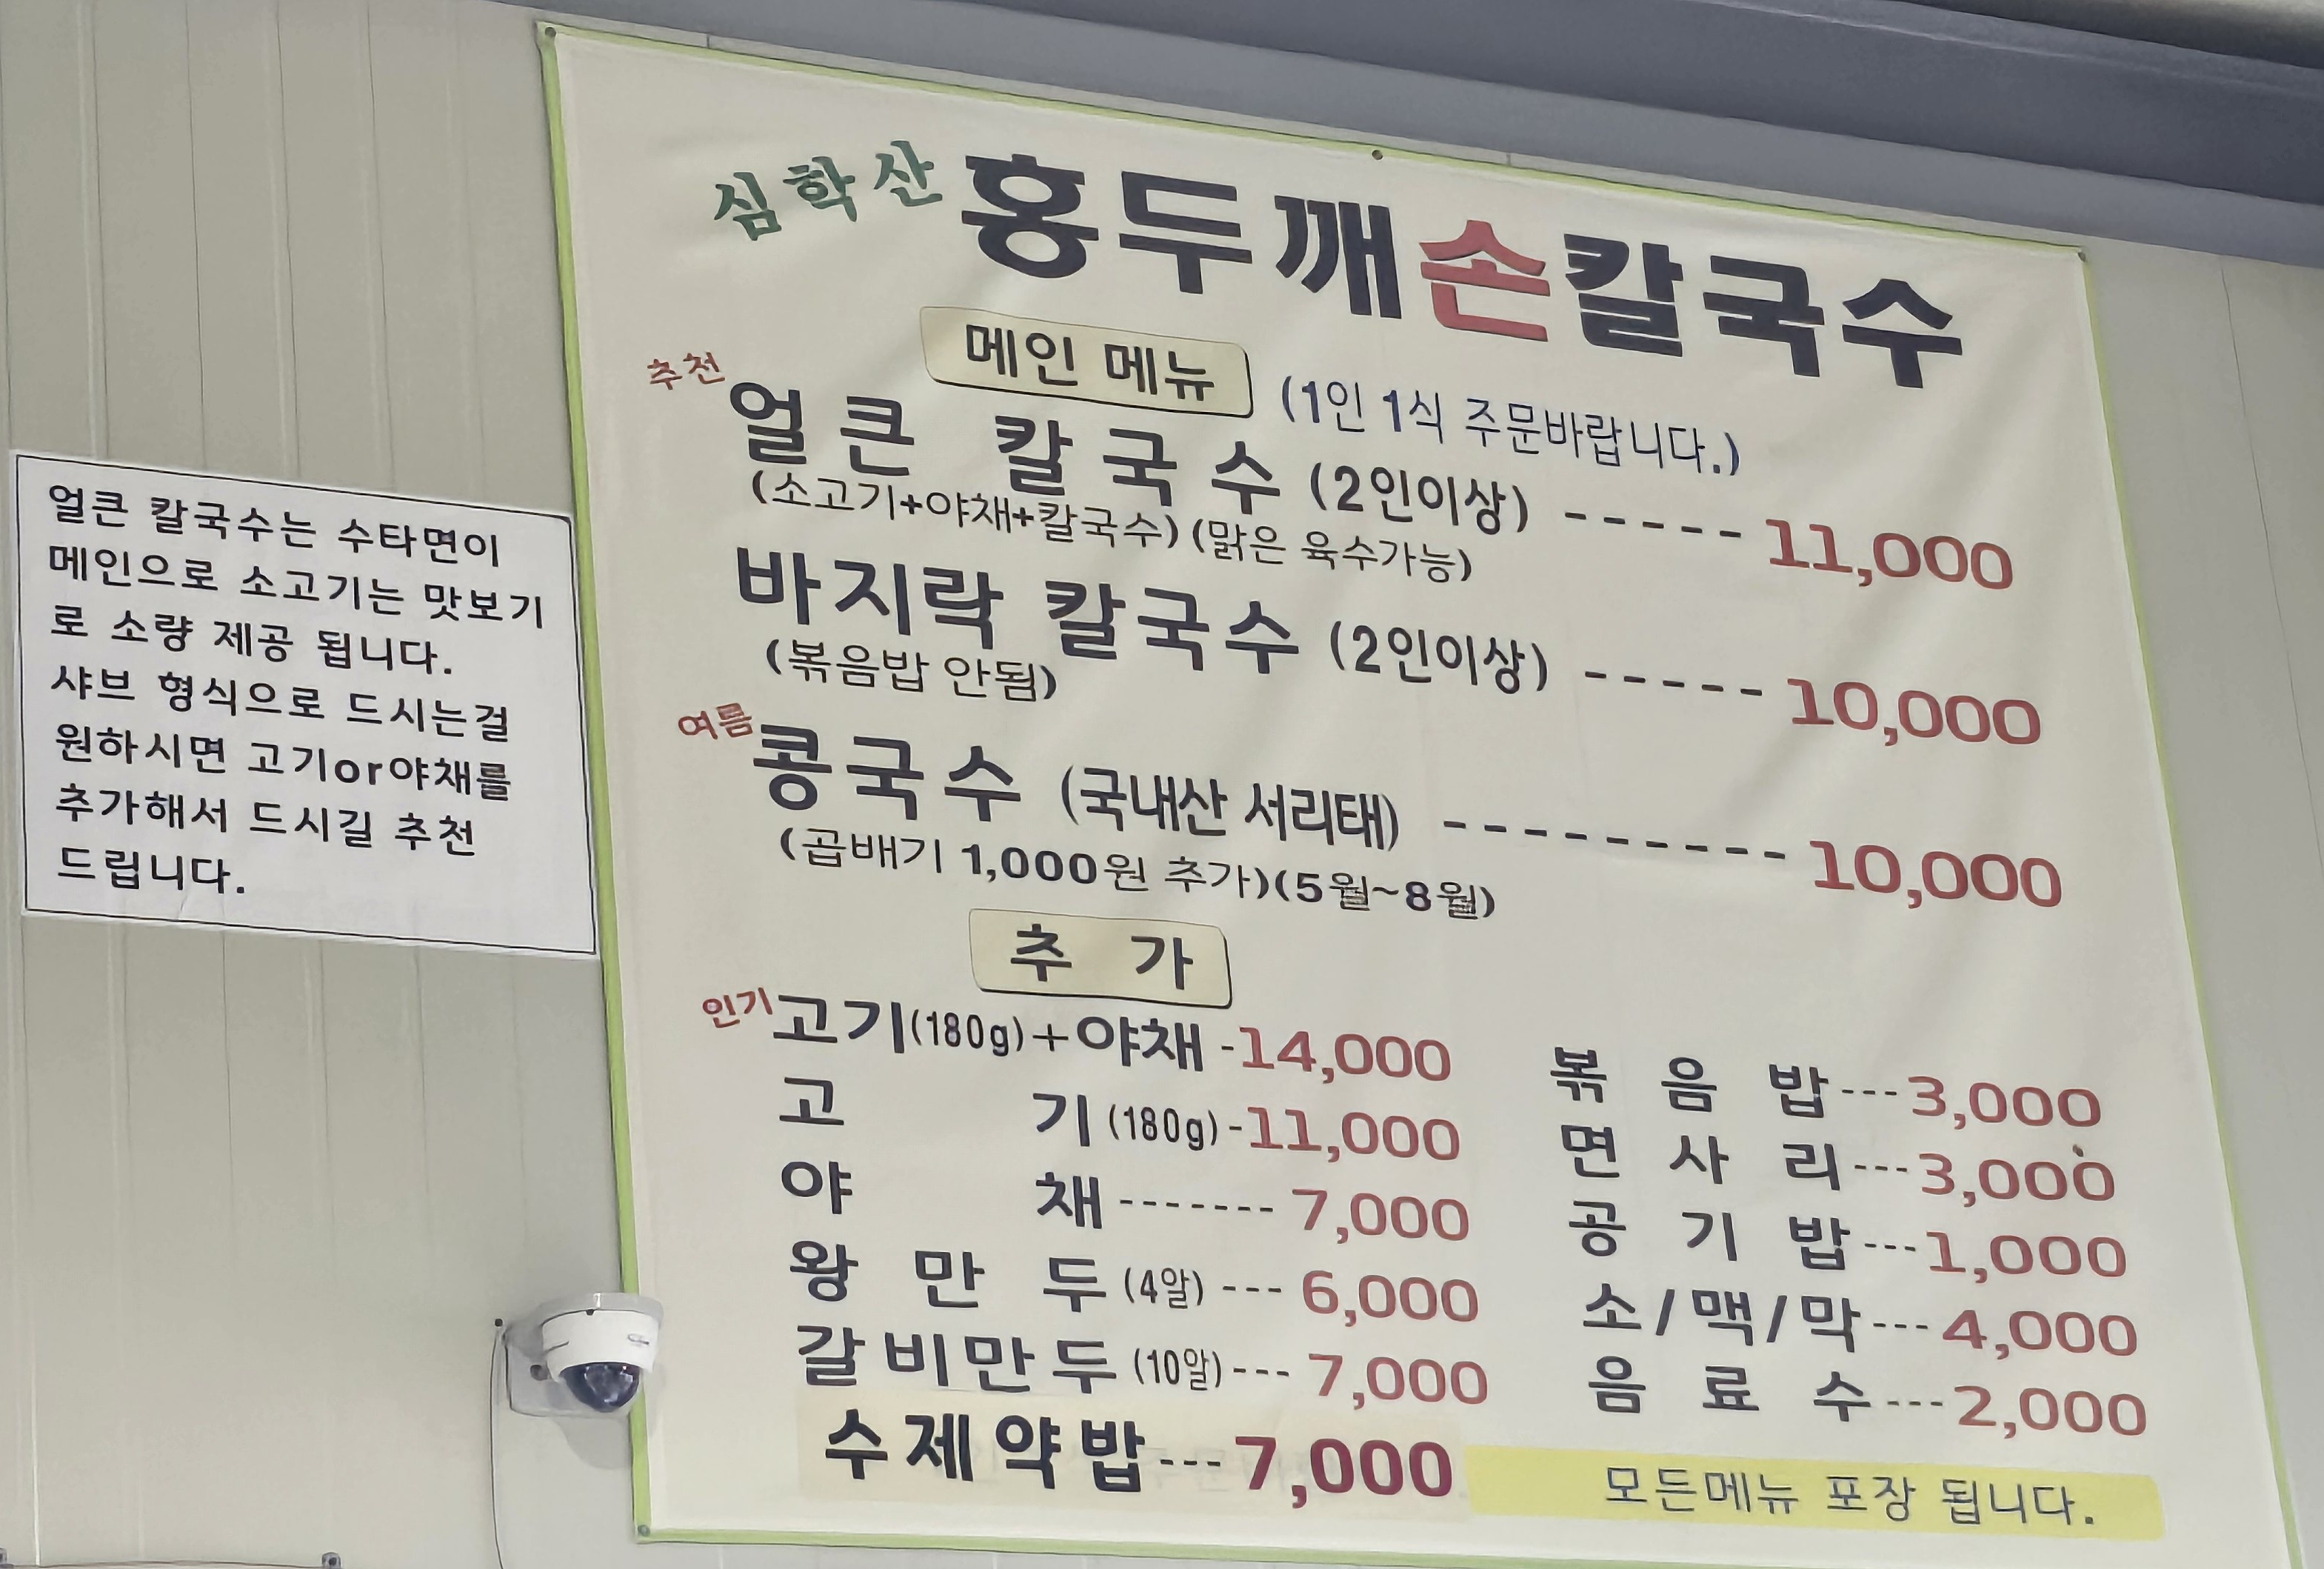 심학산 홍두깨손칼국수
메인 메뉴 (1인 1식 주문바랍니다.)
추천 얼큰 칼국수 (2인이상) ----- 11,000
(소고기+야채+칼국수) (맑은 육수가능)
바지락 칼국수 (2인이상) ----- 10,000
(볶음밥 안됨)
여름 콩국수 (국내산 서리태) --------- 10,000
(곱배기 1,000원 추가)(5월~8월)
추 가
인기 고기(180g)+야채 -14,000
고 기 (180g) -11,000
야 채 ------- 7,000
왕 만 두 (4알) --- 6,000
갈비만두 (10알)--- 7,000
수제약밥---7,000
볶 음 밥---3,000
면 사 리---3,000
공 기 밥---1,000
소/맥/막---4,000
음 료 수---2,000
모든메뉴 포장 됩니다.
얼큰 칼국수는 수타면이
메인으로 소고기는 맛보기
로 소량 제공 됩니다.
샤브 형식으로 드시는걸
원하시면 고기or야채를
추가해서 드시길 추천
드립니다.